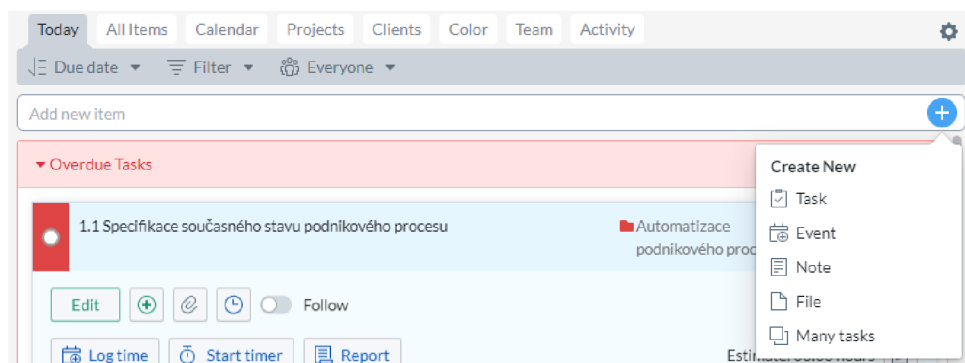 Today All Items Calendar Projects Clients Color Team Activity
Due date Filter Everyone
Add new item
Overdue Tasks
1.1 Specifikace současného stavu podnikového procesu
Automatizace
podnikového proc
Edit Follow
Log time Start timer Report
Create New
Task
Event
Note
File
Many tasks